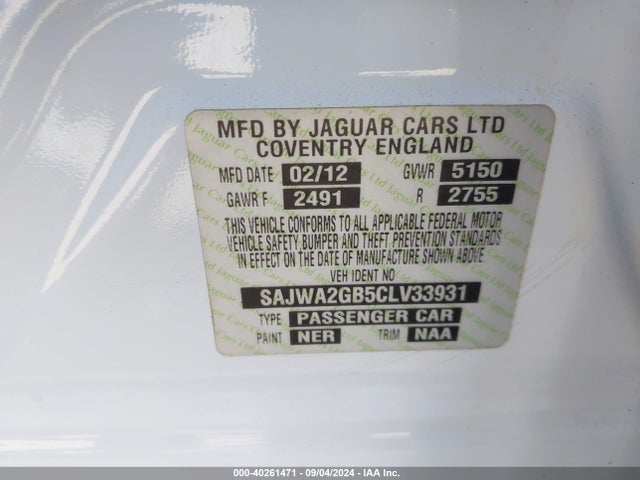 MFD BY JAGUAR CARS LTD
COVENTRY ENGLAND
MFD DATE 02/12 GVWR 5150
GAWR F 2491 R 2755
THIS VEHICLE CONFORMS TO ALL APPLICABLE FEDERAL MOTOR
VEHICLE SAFETY, BUMPER AND THEFT PREVENTION STANDARDS
IN EFFECT ON THE DATE OF MANUFACTURE SHOWN ABOVE
VEH IDENT NO
SAJWA2GB5CLV33931
TYPE PASSENGER CAR
PAINT NER TRIM NAA
000-40261471 - 09/04/2024 - IAA Inc.